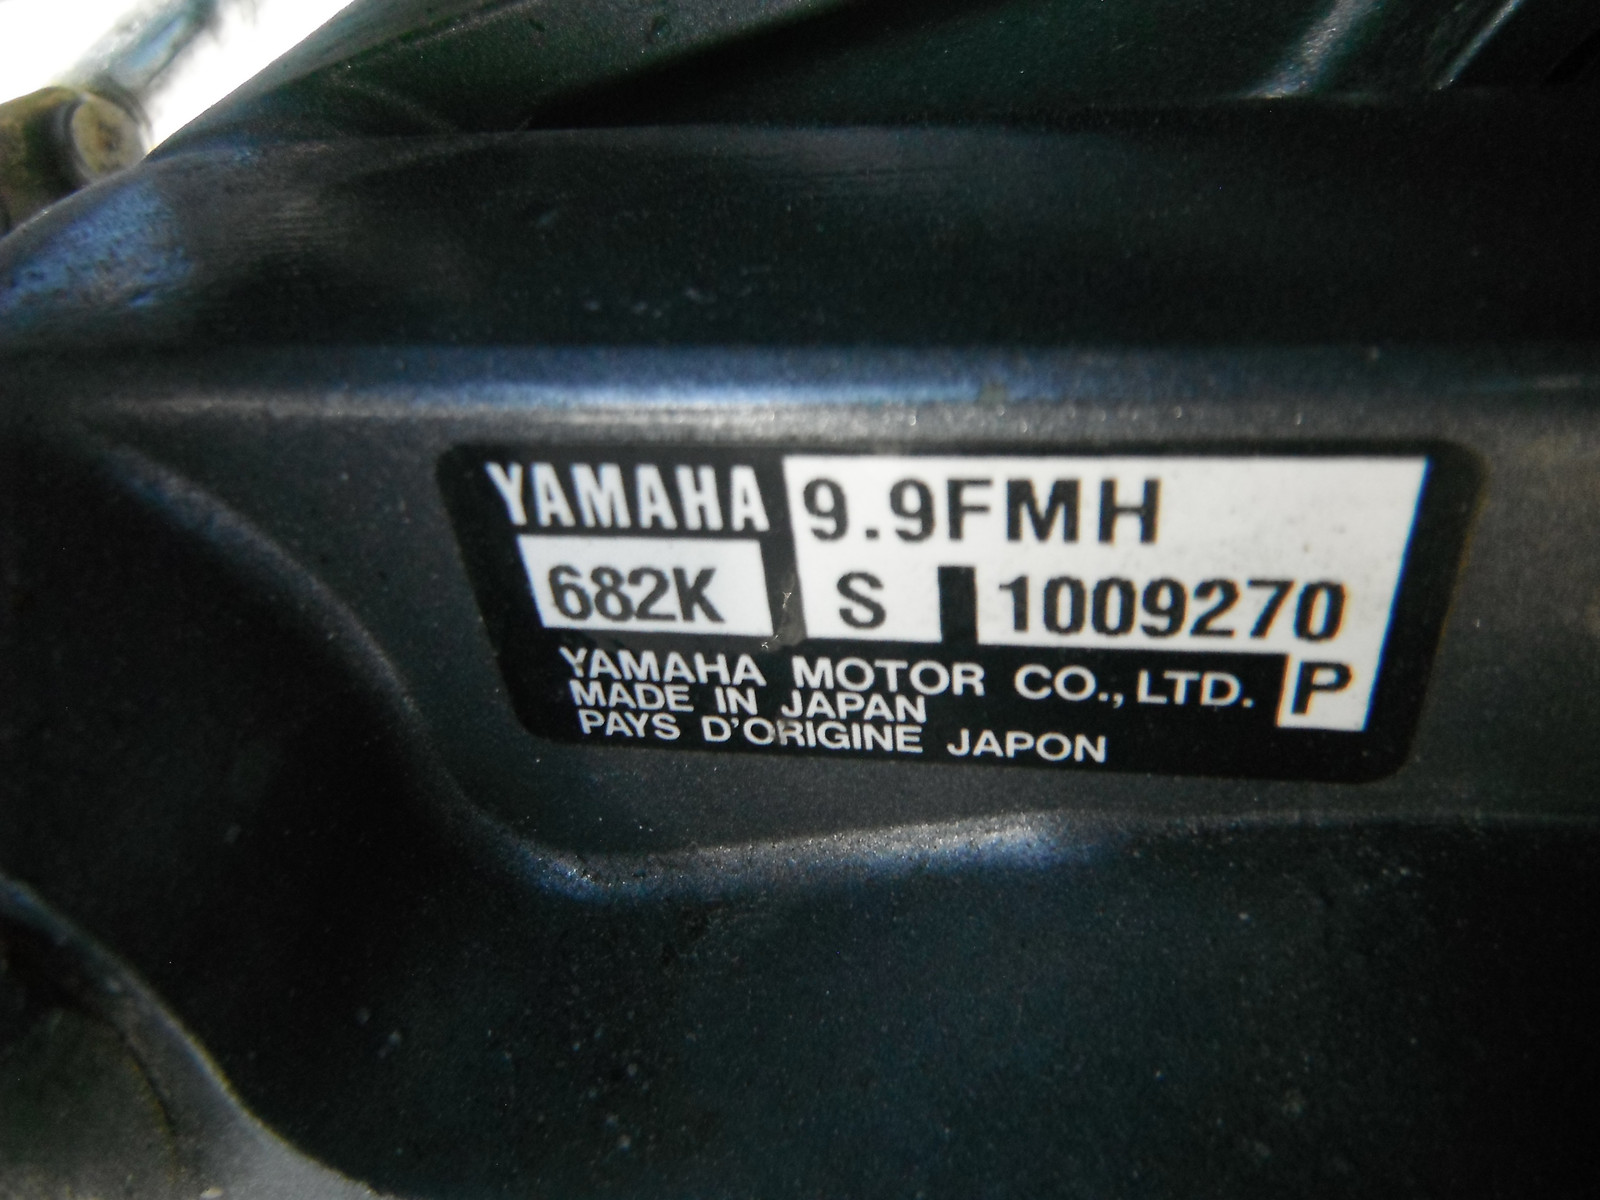 YAMAHA 9.9FMH
682K S 1009270
YAMAHA MOTOR CO., LTD. P
MADE IN JAPAN
PAYS D'ORIGINE JAPON